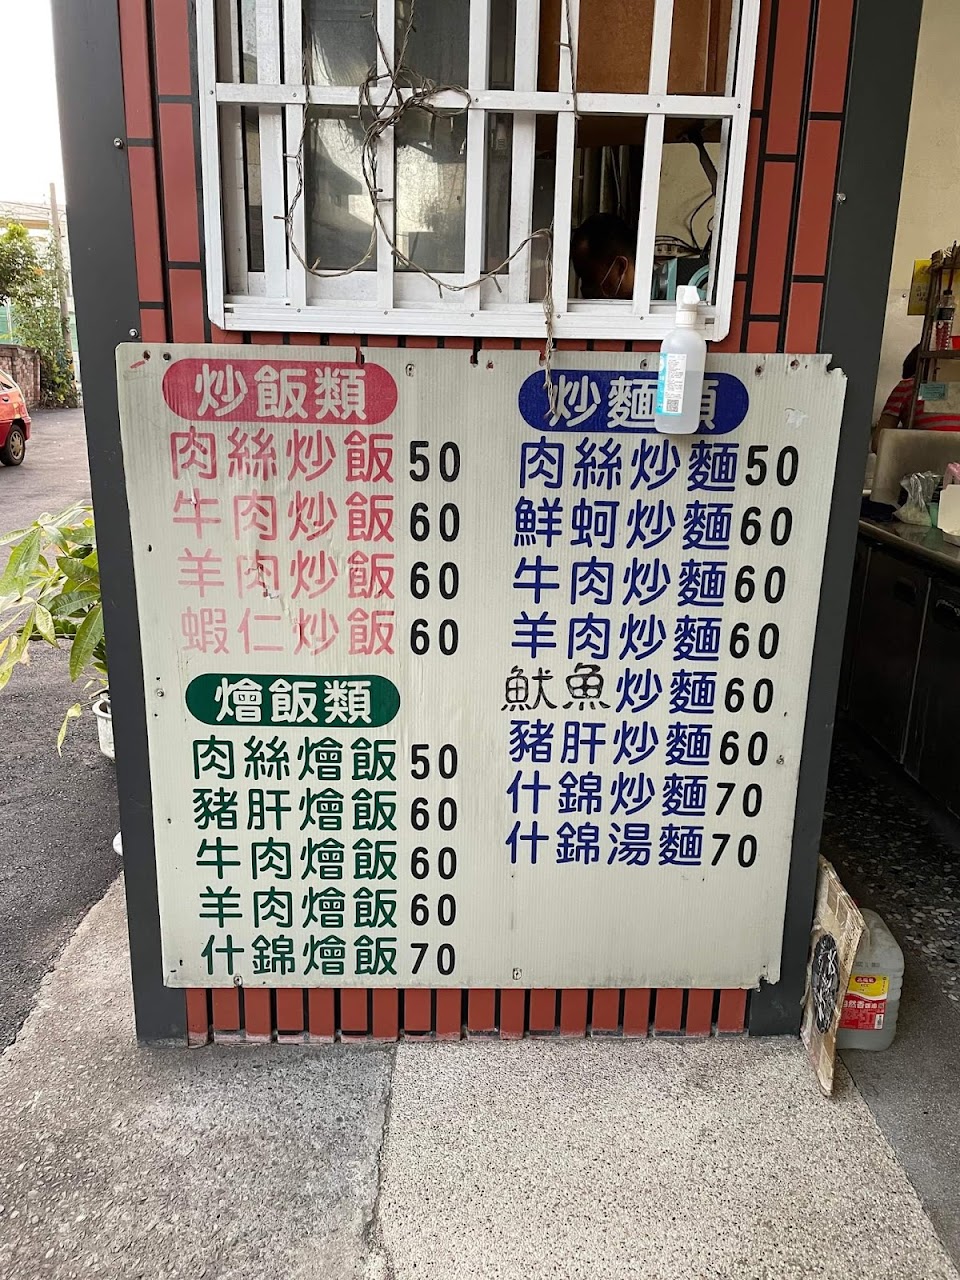 炒飯類
肉絲炒飯 50
牛肉炒飯 60
羊肉炒飯 60
蝦仁炒飯 60
燴飯類
肉絲燴飯 50
豬肝燴飯 60
牛肉燴飯 60
羊肉燴飯 60
什錦燴飯 70
炒麵類
肉絲炒麵 50
鮮蚵炒麵 60
牛肉炒麵 60
羊肉炒麵 60
魷魚炒麵 60
豬肝炒麵 60
什錦炒麵 70
什錦湯麵 70